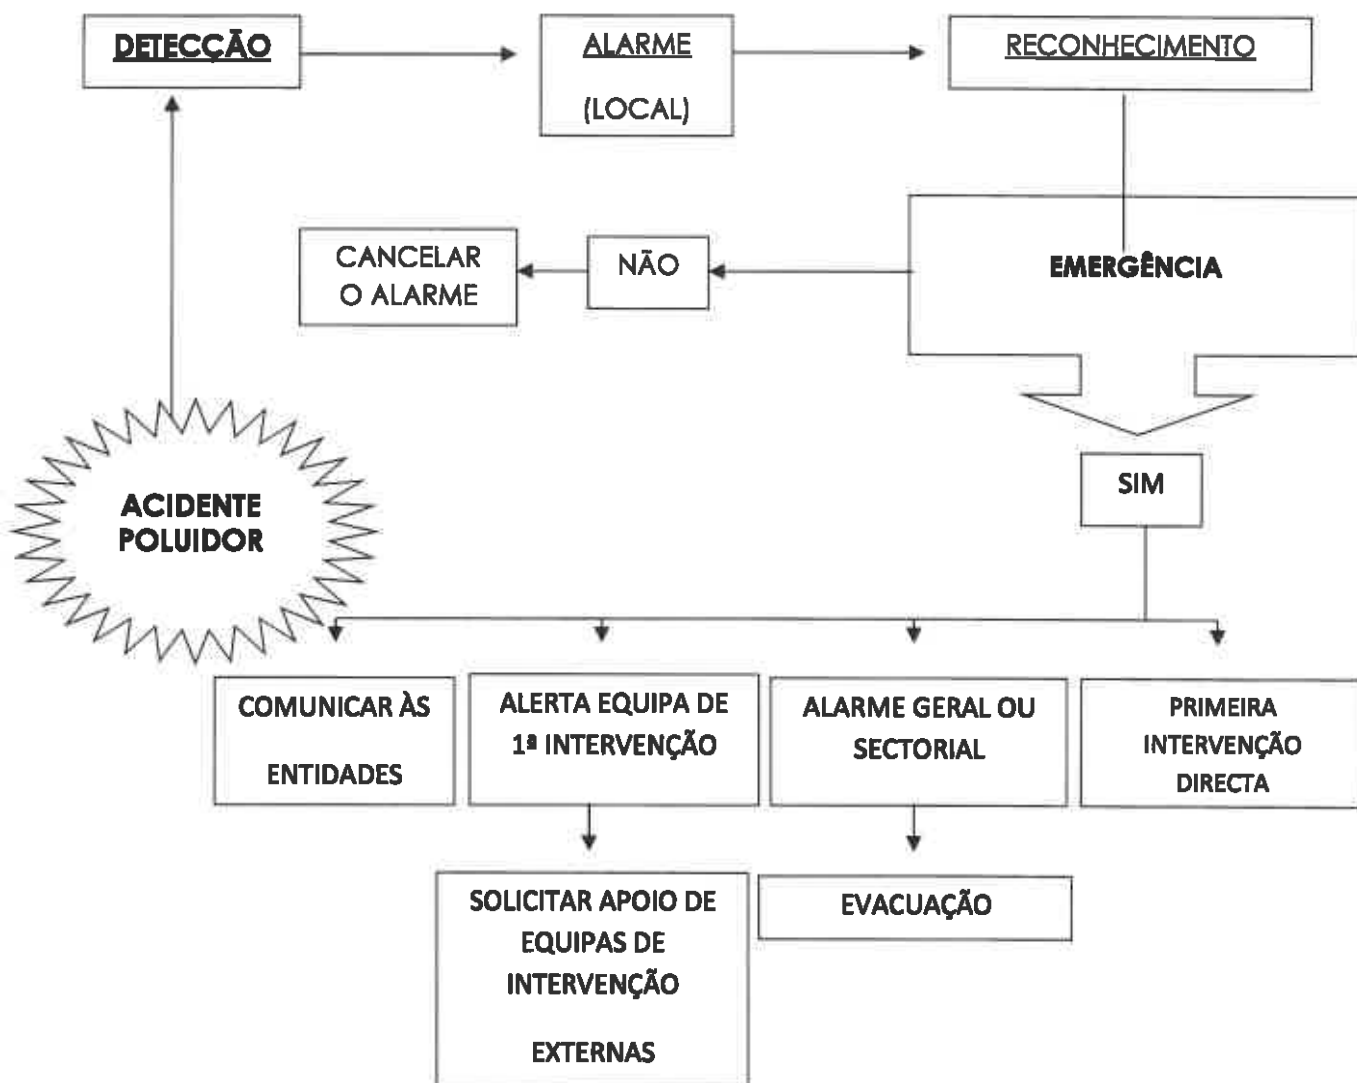 DETECÇÃO
ALARME
(LOCAL)
RECONHECIMENTO
CANCELAR
O ALARME
NÃO
EMERGÊNCIA
SIM
ACIDENTE
POLUIDOR
COMUNICAR ÀS
ENTIDADES
ALERTA EQUIPA DE
1ª INTERVENÇÃO
ALARME GERAL OU
SECTORIAL
PRIMEIRA
INTERVENÇÃO
DIRECTA
SOLICITAR APOIO DE
EQUIPAS DE
INTERVENÇÃO
EXTERNAS
EVACUAÇÃO